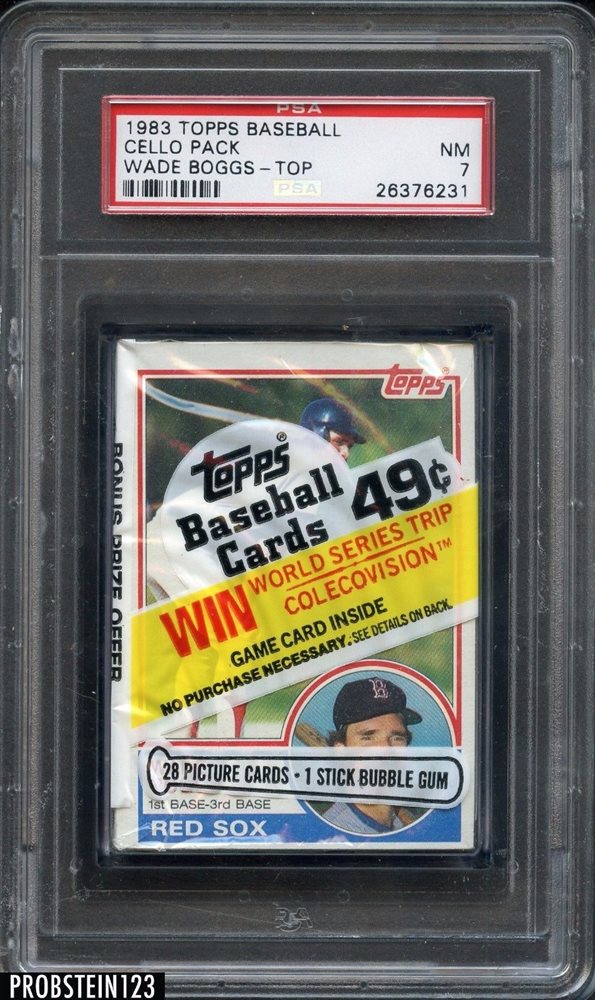 PSA
1983 TOPPS BASEBALL
CELLO PACK NM
WADE BOGGS - TOP 7
PSA 26376231
Topps®
Topps®
Baseball
Cards 49¢
WIN WORLD SERIES TRIP
COLECOVISION™
GAME CARD INSIDE
NO PURCHASE NECESSARY. SEE DETAILS ON BACK.
BONUS PRIZE OFFER
B
28 PICTURE CARDS • 1 STICK BUBBLE GUM
1st BASE-3rd BASE
RED SOX
PROBSTEIN123